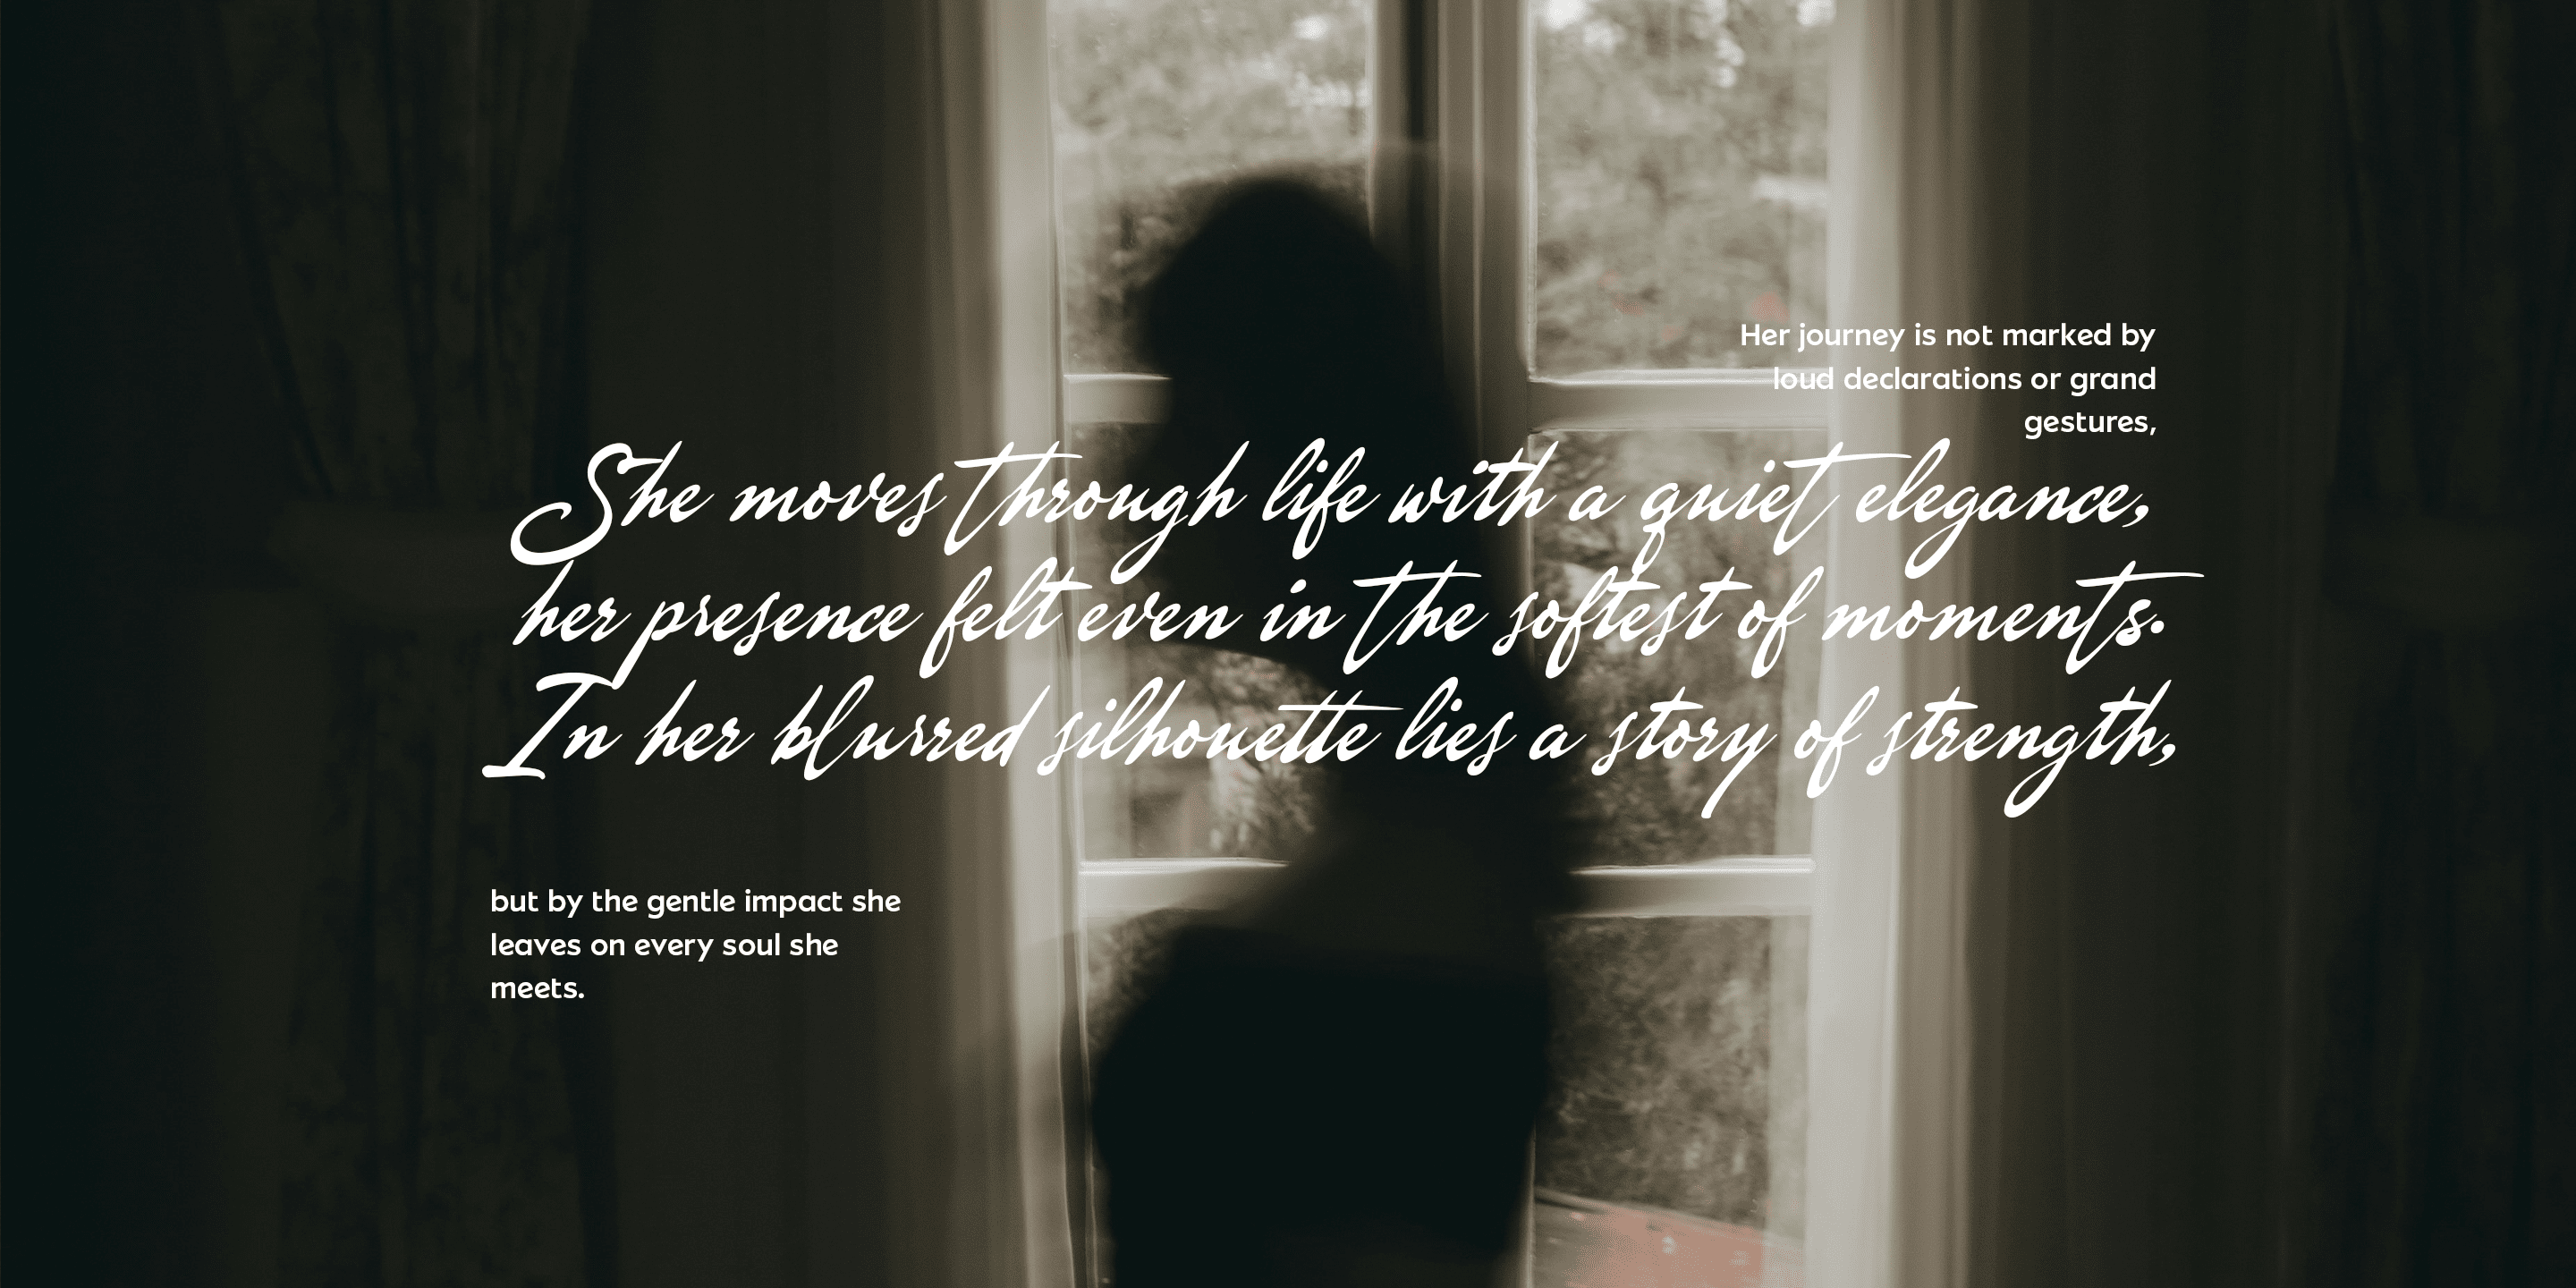 Her journey is not marked by
loud declarations or grand
gestures,
She moves through life with a quiet elegance,
her presence felt even in the softest of moments.
In her blurred silhouette lies a story of strength,
but by the gentle impact she
leaves on every soul she
meets.